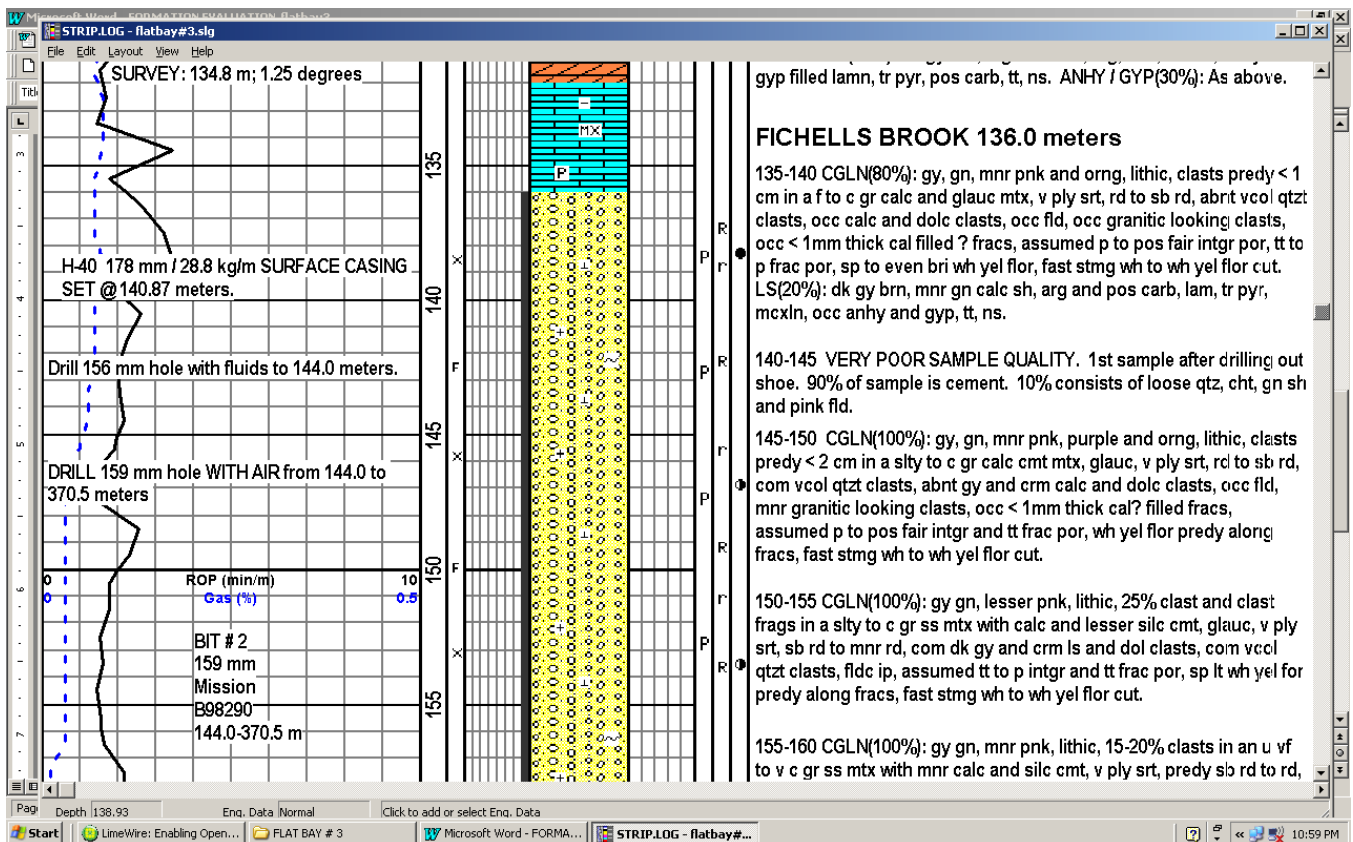 Microsoft Word - FORMATION EVALUATION flatbay3
STRIP.LOG - flatbay#3.slg
File Edit Layout View Help
Title
SURVEY: 134.8 m; 1.25 degrees
H-40 178 mm / 28.8 kg/m SURFACE CASING
SET @ 140.87 meters.
Drill 156 mm hole with fluids to 144.0 meters.
DRILL 159 mm hole WITH AIR from 144.0 to
370.5 meters
0 ROP (min/m) 10
0 Gas (%) 0.5
BIT # 2
159 mm
Mission
B98290
144.0-370.5 m
135
140
145
150
155
x
F
x
F
x
MX
P
R
P r
P R
r
P
R
r
P
R
gyp filled lamn, tr pyr, pos carb, tt, ns. ANHY / GYP(30%): As above.
FICHELLS BROOK 136.0 meters
135-140 CGLN(80%): gy, gn, mnr pnk and orng, lithic, clasts predy < 1
cm in a f to c gr calc and glauc mtx, v ply srt, rd to sb rd, abnt vcol qtzt
clasts, occ calc and dolc clasts, occ fld, occ granitic looking clasts,
occ < 1mm thick cal filled ? fracs, assumed p to pos fair intgr por, tt to
p frac por, sp to even bri wh yel flor, fast stmg wh to wh yel flor cut.
LS(20%): dk gy brn, mnr gn calc sh, arg and pos carb, lam, tr pyr,
mcxln, occ anhy and gyp, tt, ns.
140-145 VERY POOR SAMPLE QUALITY. 1st sample after drilling out
shoe. 90% of sample is cement. 10% consists of loose qtz, cht, gn sh
and pink fld.
145-150 CGLN(100%): gy, gn, mnr pnk, purple and orng, lithic, clasts
predy < 2 cm in a slty to c gr calc cmt mtx, glauc, v ply srt, rd to sb rd,
com vcol qtzt clasts, abnt gy and crm calc and dolc clasts, occ fld,
mnr granitic looking clasts, occ < 1mm thick cal? filled fracs,
assumed p to pos fair intgr and tt frac por, wh yel flor predy along
fracs, fast stmg wh to wh yel flor cut.
150-155 CGLN(100%): gy gn, lesser pnk, lithic, 25% clast and clast
frags in a slty to c gr ss mtx with calc and lesser silc cmt, glauc, v ply
srt, sb rd to mnr rd, com dk gy and crm ls and dol clasts, com vcol
qtzt clasts, fldc ip, assumed tt to p intgr and tt frac por, sp lt wh yel for
predy along fracs, fast stmg wh to wh yel flor cut.
155-160 CGLN(100%): gy gn, mnr pnk, lithic, 15-20% clasts in an u vf
to v c gr ss mtx with mnr calc and silc cmt, v ply srt, predy sb rd to rd,
Page
Depth 138.93 Eng. Data Normal Click to add or select Eng. Data
Start LimeWire: Enabling Open... FLAT BAY # 3 Microsoft Word - FORMA... STRIP.LOG - flatbay#... 10:59 PM